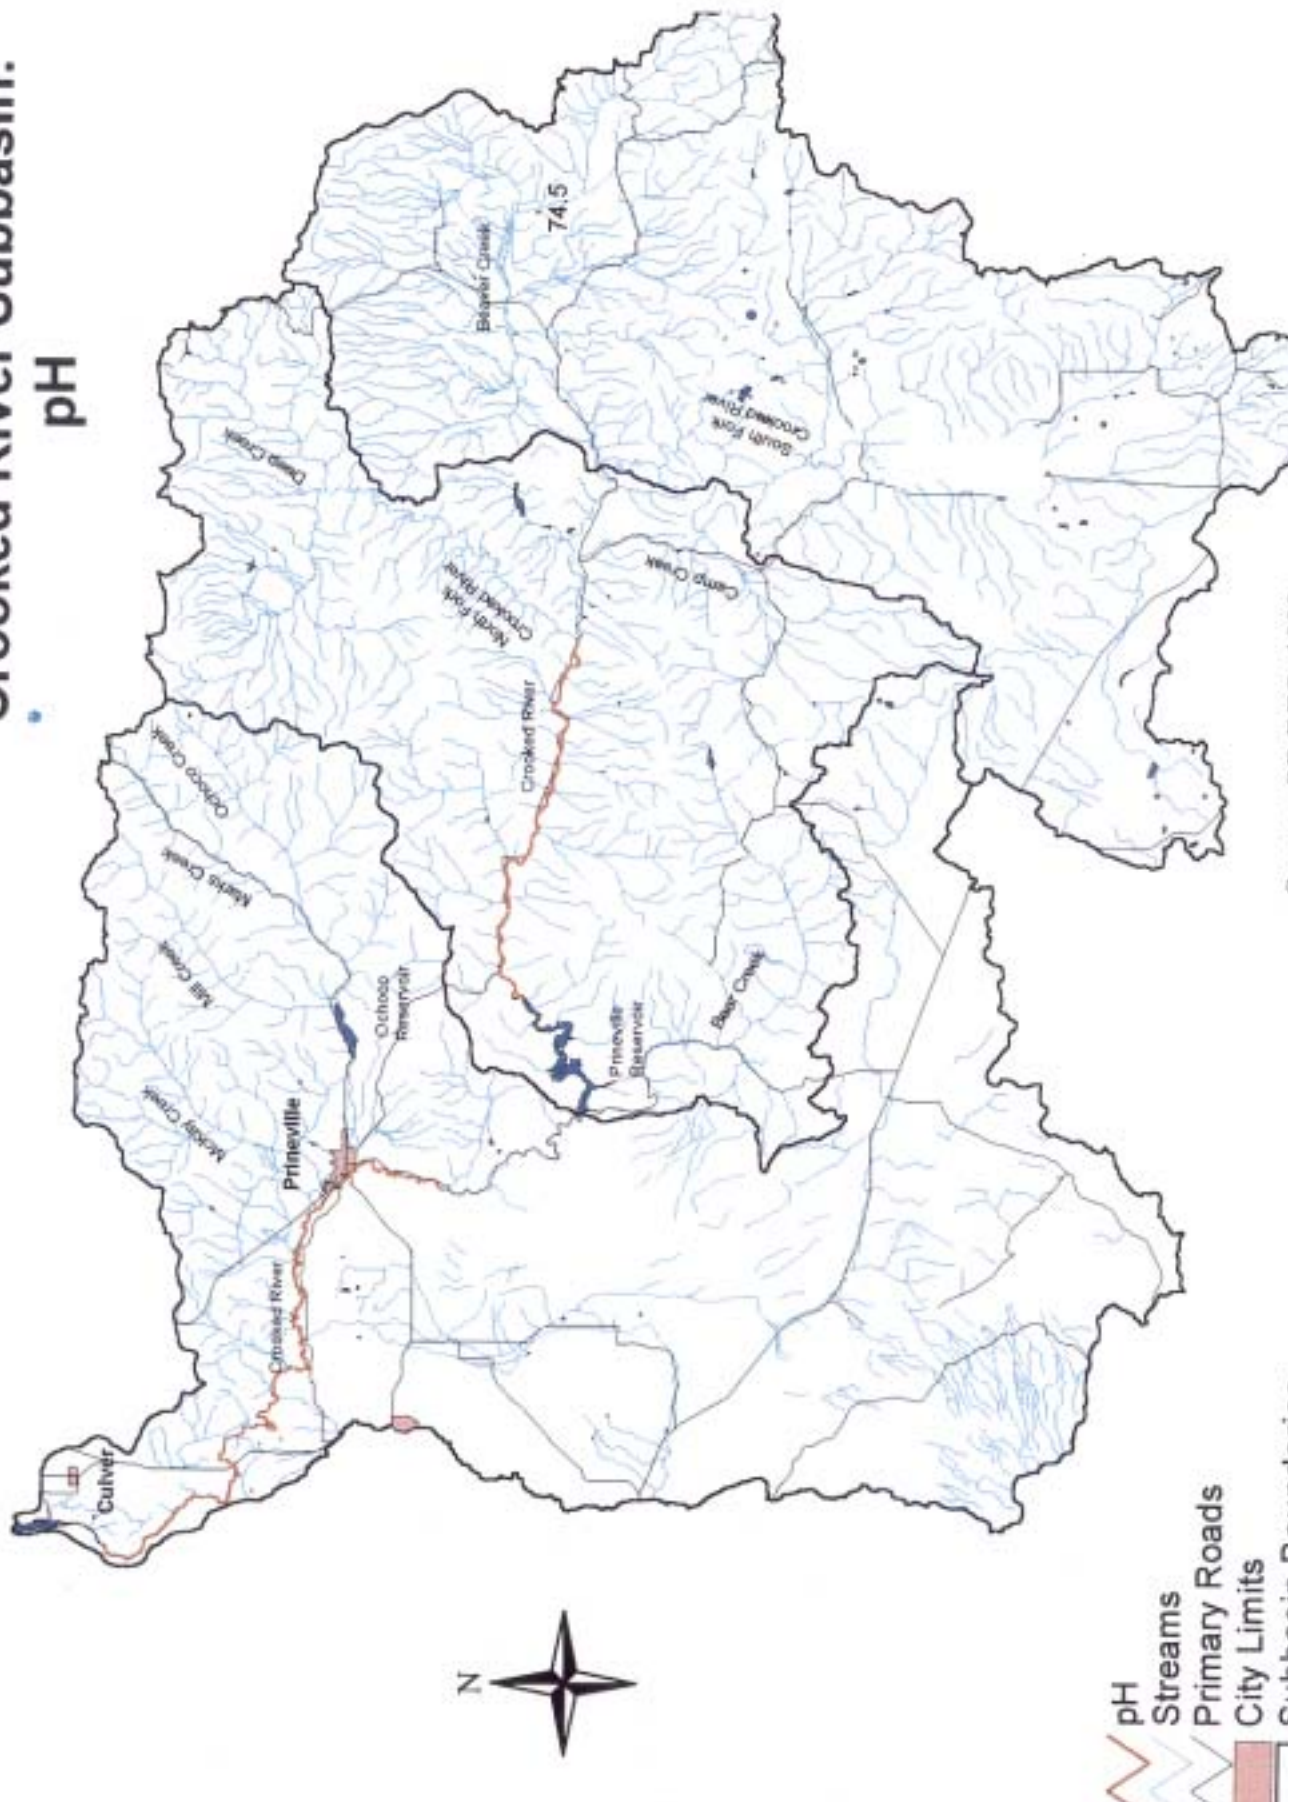 Crooked River Subbasin:
pH
Culver
Crooked River
Prineville
McKay Creek
Mill Creek
Marks Creek
Ochoco Creek
Ochoco
Reservoir
Prineville
Reservoir
Bear Creek
Crooked River
North Fork
Crooked River
Deep Creek
Camp Creek
Beaver Creek
74.5
South Fork
Crooked River
N
pH
Streams
Primary Roads
City Limits